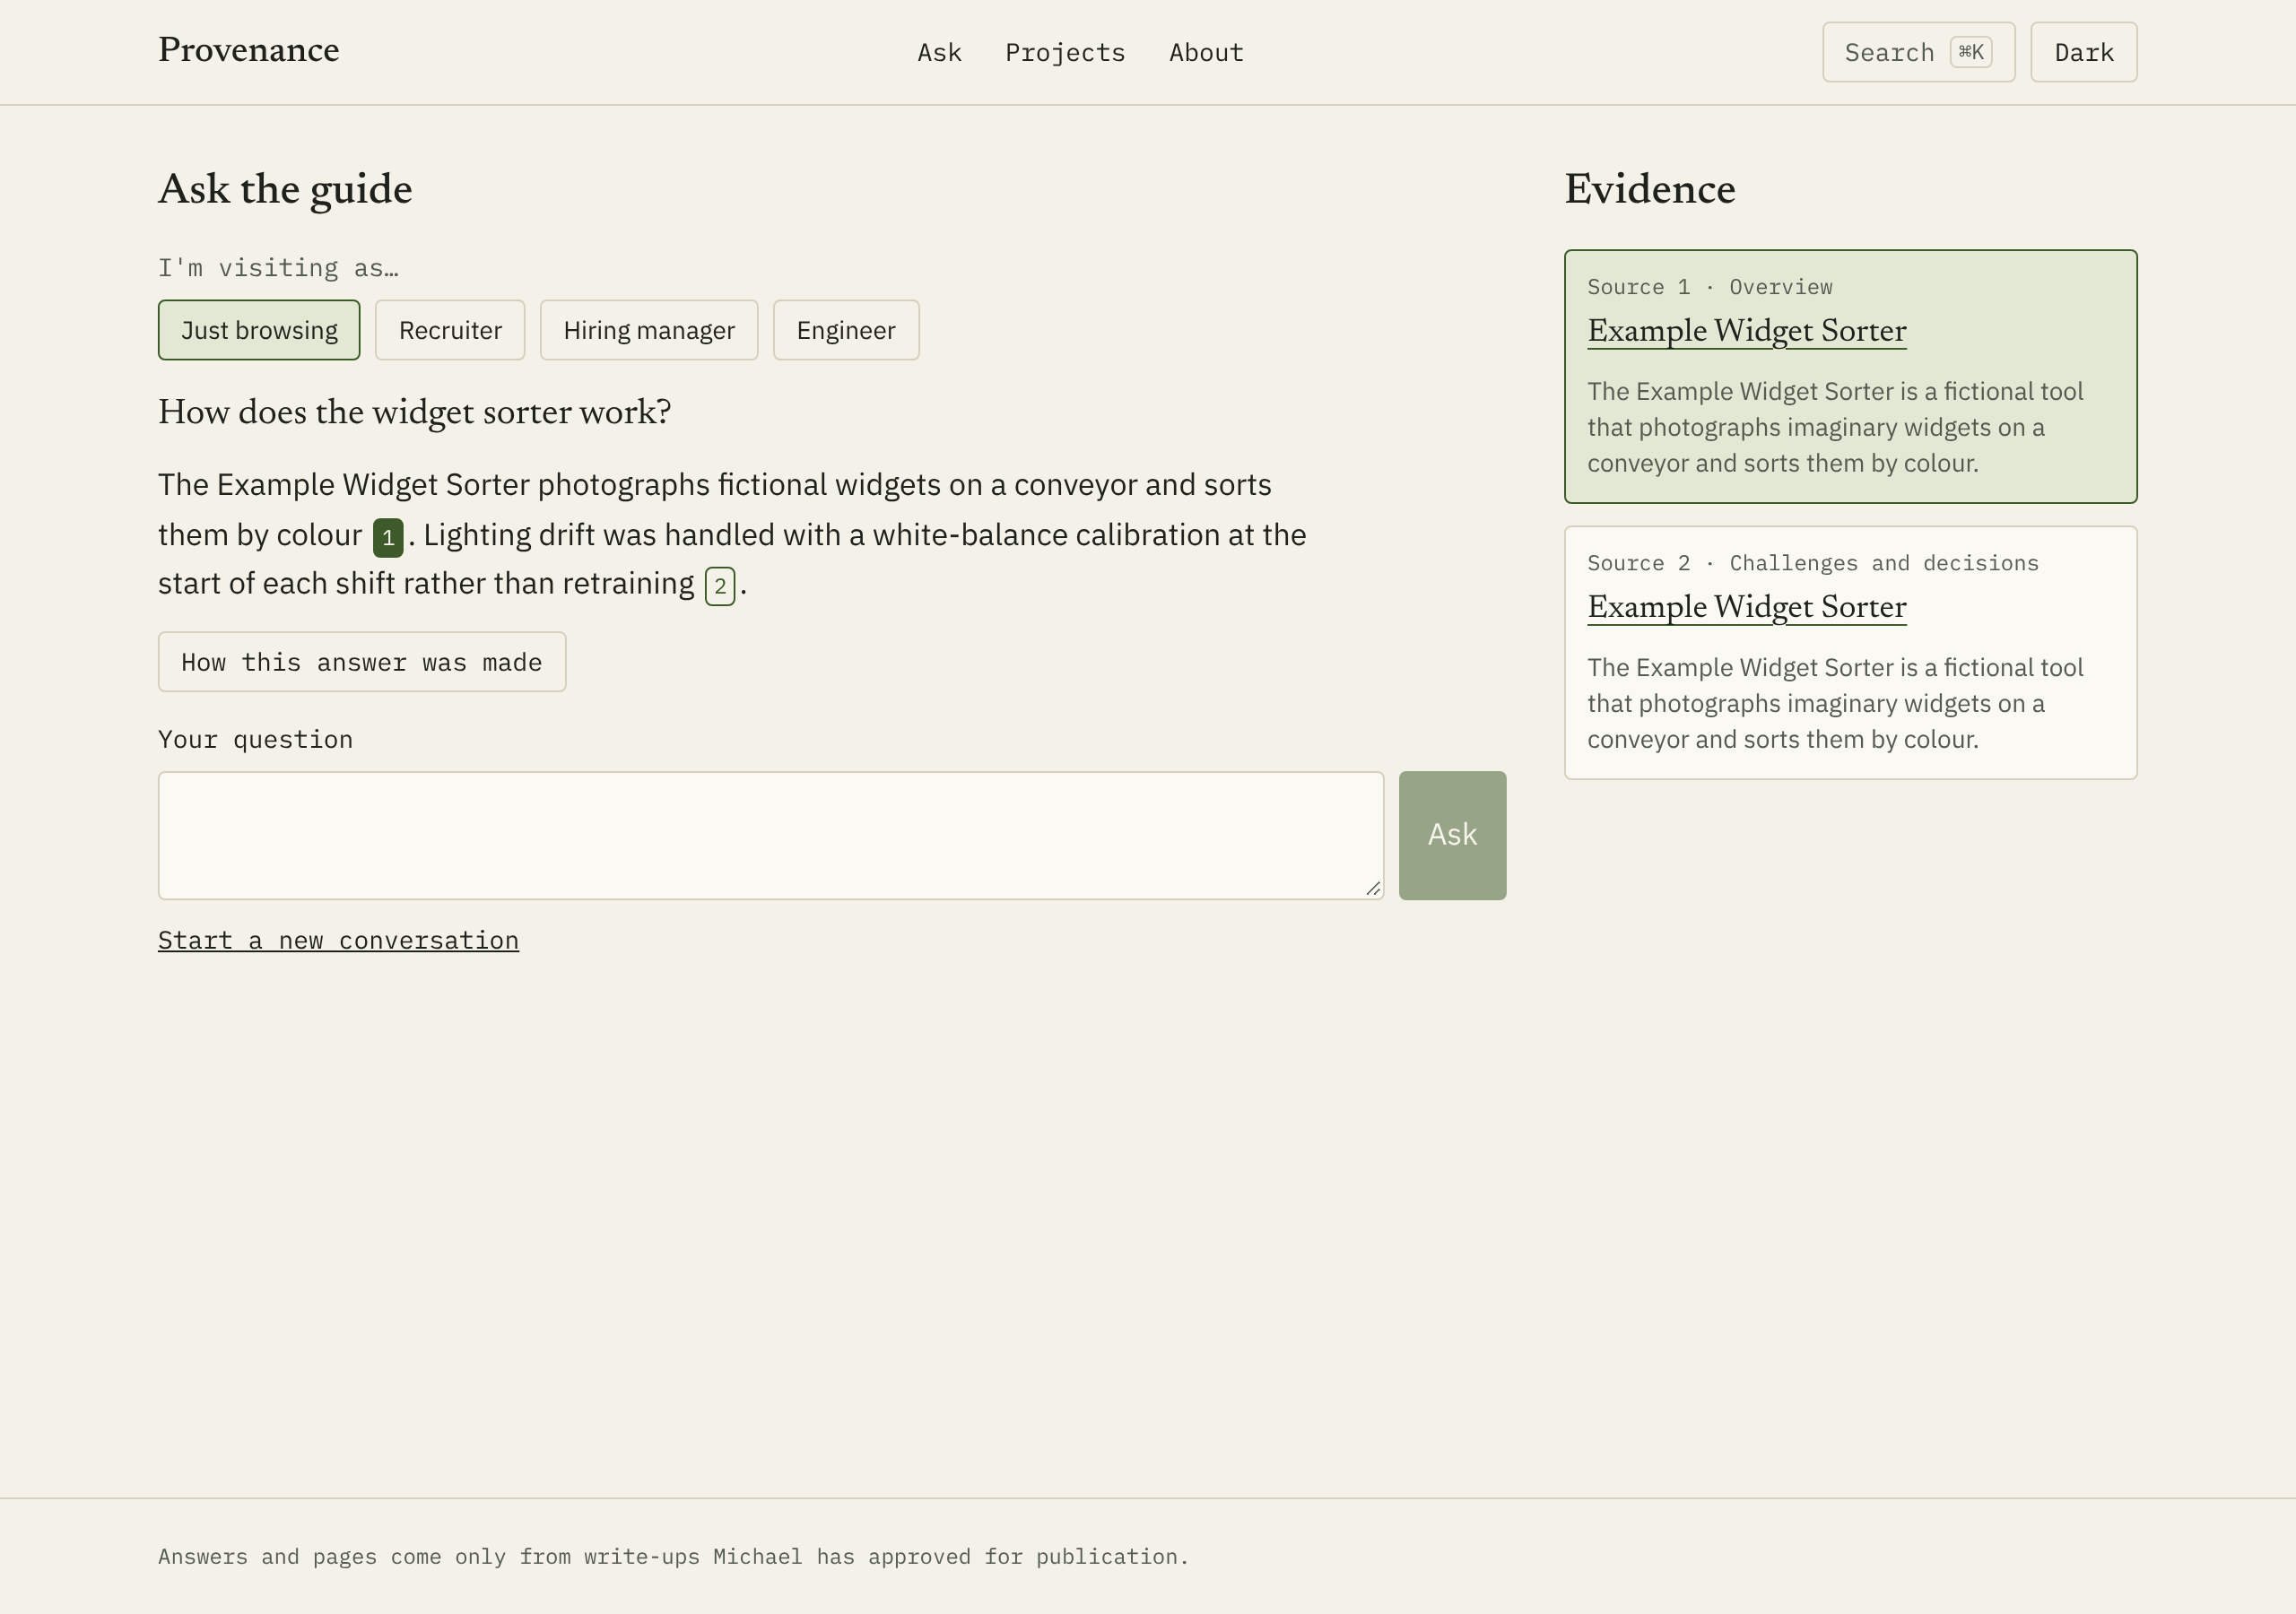 Provenance
Ask Projects About
Search ⌘K Dark
Ask the guide
I'm visiting as…
Just browsing Recruiter Hiring manager Engineer
How does the widget sorter work?
The Example Widget Sorter photographs fictional widgets on a conveyor and sorts
them by colour 1. Lighting drift was handled with a white-balance calibration at the
start of each shift rather than retraining 2.
How this answer was made
Your question
Ask
Start a new conversation
Evidence
Source 1 · Overview
Example Widget Sorter
The Example Widget Sorter is a fictional tool
that photographs imaginary widgets on a
conveyor and sorts them by colour.
Source 2 · Challenges and decisions
Example Widget Sorter
The Example Widget Sorter is a fictional tool
that photographs imaginary widgets on a
conveyor and sorts them by colour.
Answers and pages come only from write-ups Michael has approved for publication.